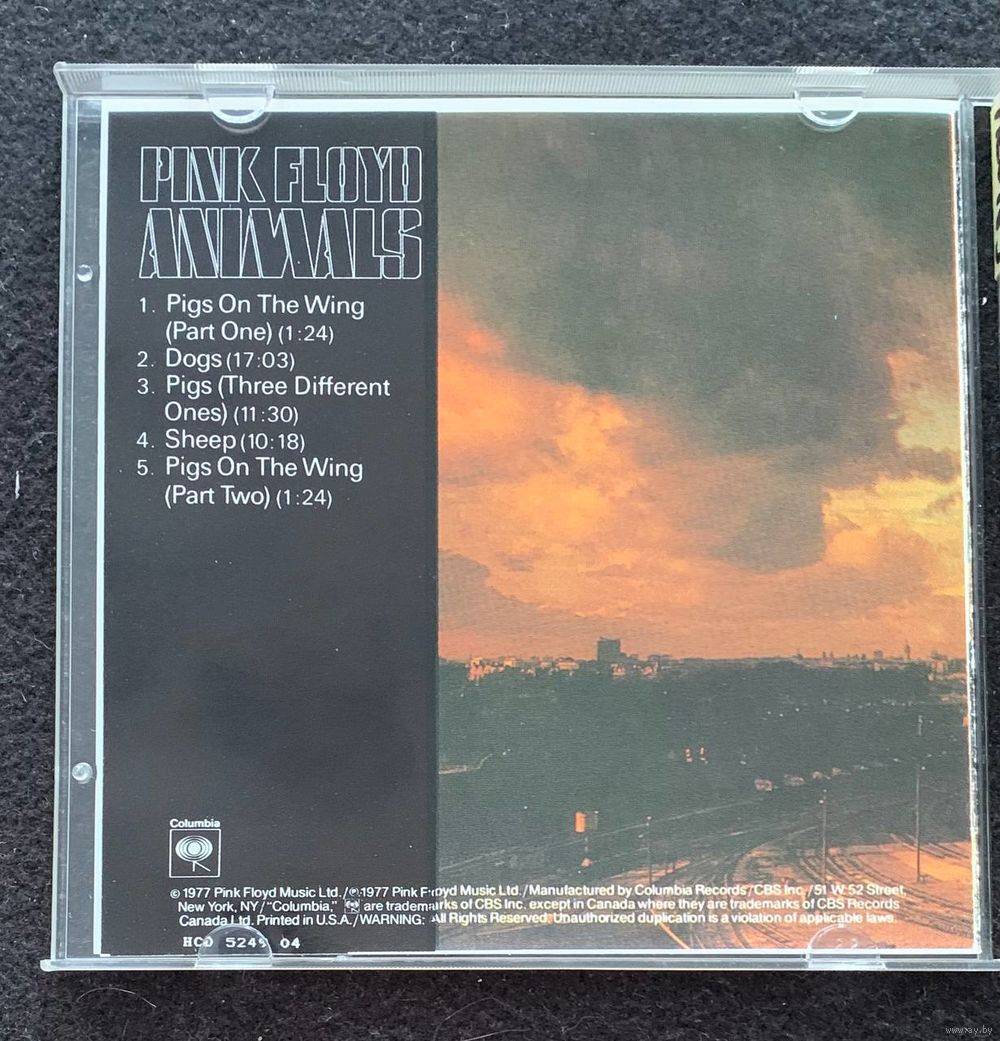 PINK FLOYD
ANIMALS
1. Pigs On The Wing
(Part One) (1:24)
2. Dogs (17:03)
3. Pigs (Three Different
Ones) (11:30)
4. Sheep (10:18)
5. Pigs On The Wing
(Part Two) (1:24)
Columbia
© 1977 Pink Floyd Music Ltd./℗ 1977 Pink Floyd Music Ltd./Manufactured by Columbia Records/CBS Inc./51 W. 52 Street,
New York, NY/"Columbia," are trademarks of CBS Inc. except in Canada where they are trademarks of CBS Records
Canada Ltd. Printed in U.S.A./WARNING: All Rights Reserved. Unauthorized duplication is a violation of applicable laws.
04
www.ay.by